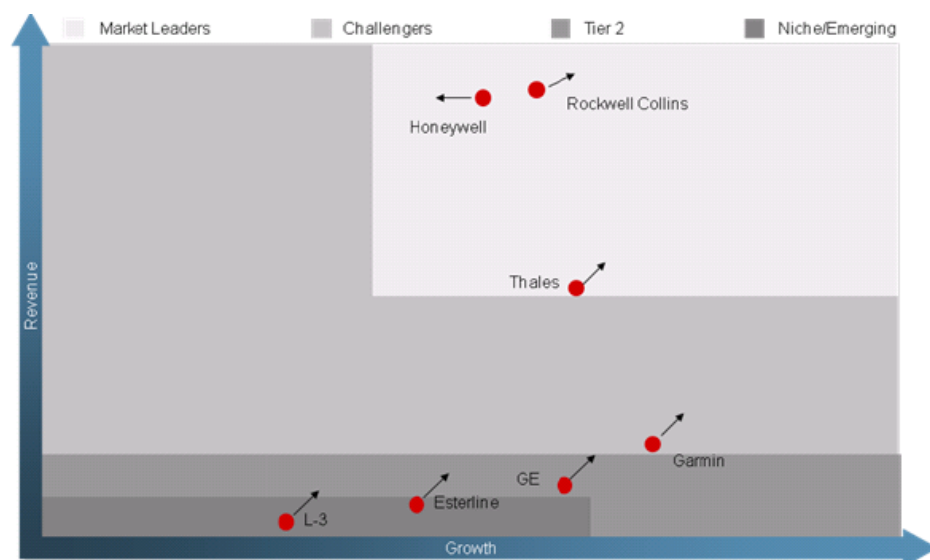 Market Leaders
Challengers
Tier 2
Niche/Emerging
Honeywell
Rockwell Collins
Thales
Garmin
GE
Esterline
L-3
Revenue
Growth